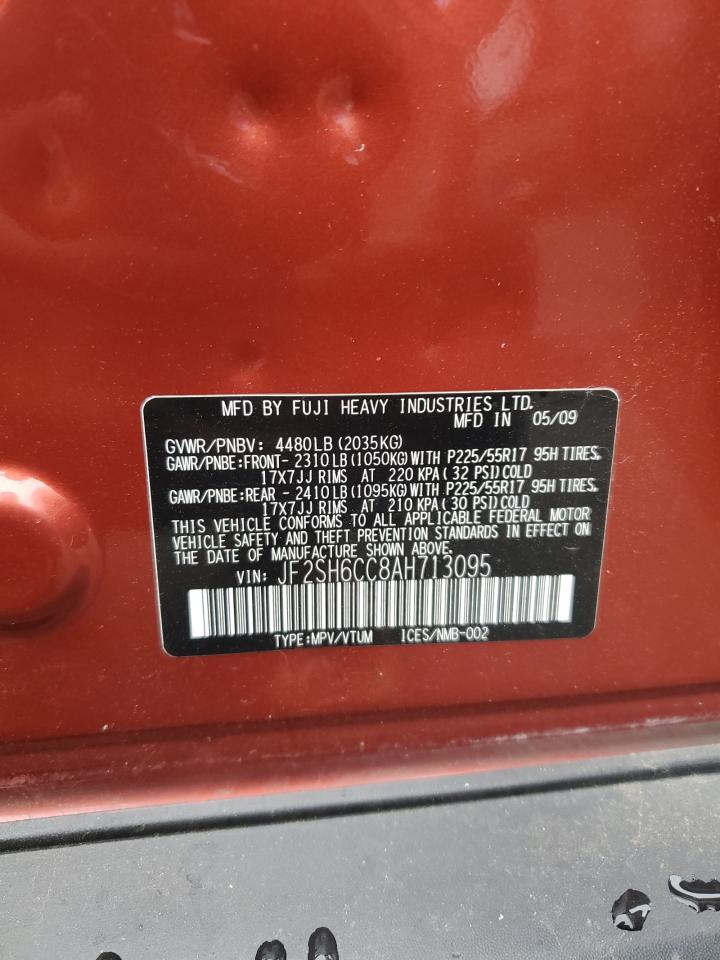 MFD BY FUJI HEAVY INDUSTRIES LTD.
MFD IN 05/09
GVWR/PNBV: 4480LB (2035KG)
GAWR/PNBE:FRONT- 2310LB(1050KG)WITH P225/55R17 95H TIRES,
17X7JJ RIMS AT 220 KPA( 32 PSI)COLD
GAWR/PNBE:REAR - 2410LB(1095KG)WITH P225/55R17 95H TIRES,
17X7JJ RIMS AT 210 KPA( 30 PSI)COLD
THIS VEHICLE CONFORMS TO ALL APPLICABLE FEDERAL MOTOR
VEHICLE SAFETY AND THEFT PREVENTION STANDARDS IN EFFECT ON
THE DATE OF MANUFACTURE SHOWN ABOVE.
VIN: JF2SH6CC8AH713095
TYPE:MPV/VTUM ICES/NMB-002